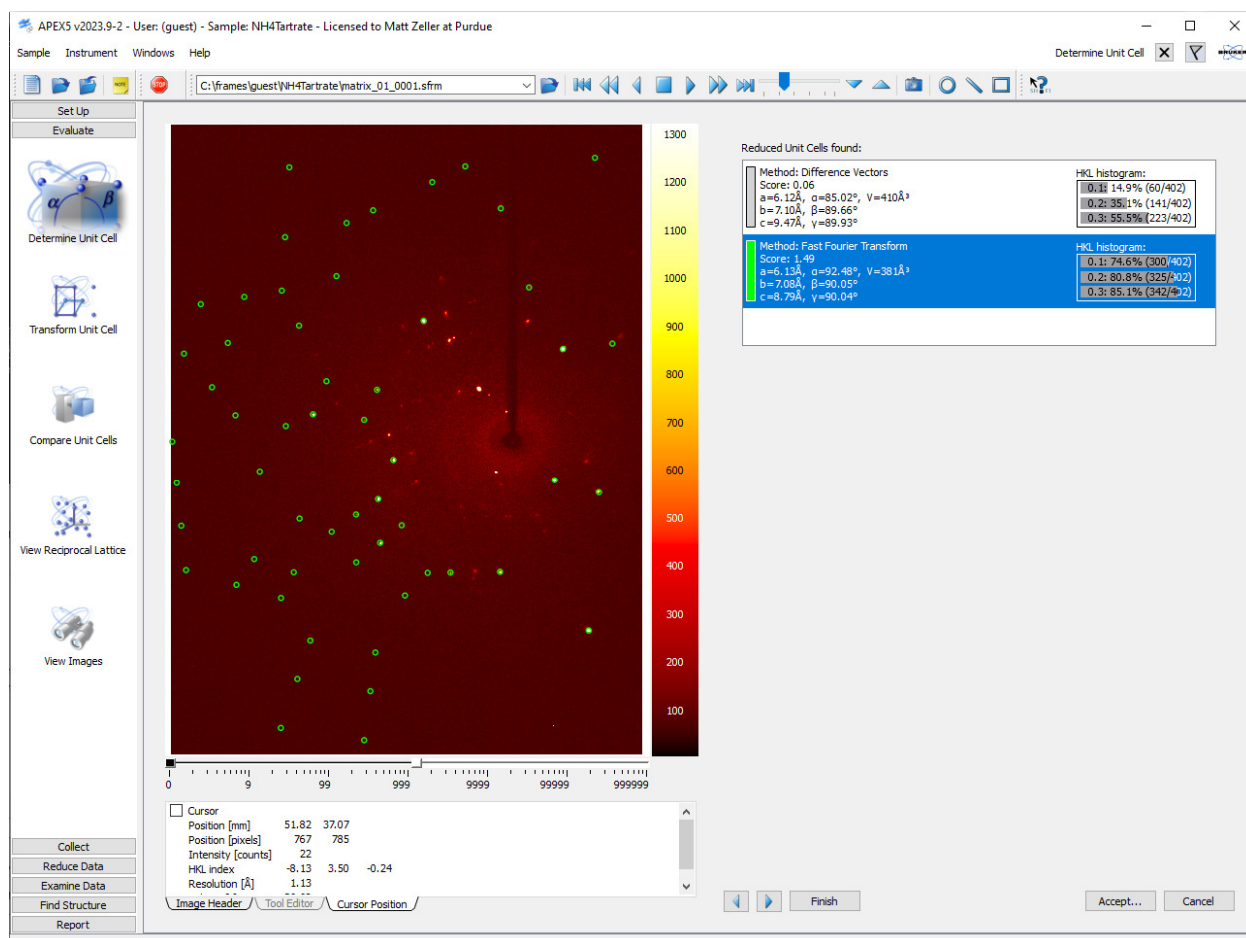 APEX5 v2023.9-2 - User: (guest) - Sample: NH4Tartrate - Licensed to Matt Zeller at Purdue
Sample Instrument Windows Help
Determine Unit Cell
BRUKER
NOTE
STOP
C:\frames\guest\NH4Tartrate\matrix_01_0001.sfrm
Set Up
Evaluate
α β
Determine Unit Cell
Transform Unit Cell
Compare Unit Cells
View Reciprocal Lattice
View Images
Collect
Reduce Data
Examine Data
Find Structure
Report
1300
1200
1100
1000
900
800
700
600
500
400
300
200
100
0 9 99 999 9999 99999 999999
Cursor
Position [mm] 51.82 37.07
Position [pixels] 767 785
Intensity [counts] 22
HKL index -8.13 3.50 -0.24
Resolution [Å] 1.13
Image Header Tool Editor Cursor Position
Reduced Unit Cells found:
Method: Difference Vectors
Score: 0.06
a=6.12Å, α=85.02°, V=410Å³
b=7.10Å, β=89.66°
c=9.47Å, γ=89.93°
HKL histogram:
0.1: 14.9% (60/402)
0.2: 35.1% (141/402)
0.3: 55.5% (223/402)
Method: Fast Fourier Transform
Score: 1.49
a=6.13Å, α=92.48°, V=381Å³
b=7.08Å, β=90.05°
c=8.79Å, γ=90.04°
HKL histogram:
0.1: 74.6% (300/402)
0.2: 80.8% (325/402)
0.3: 85.1% (342/402)
Finish
Accept...
Cancel